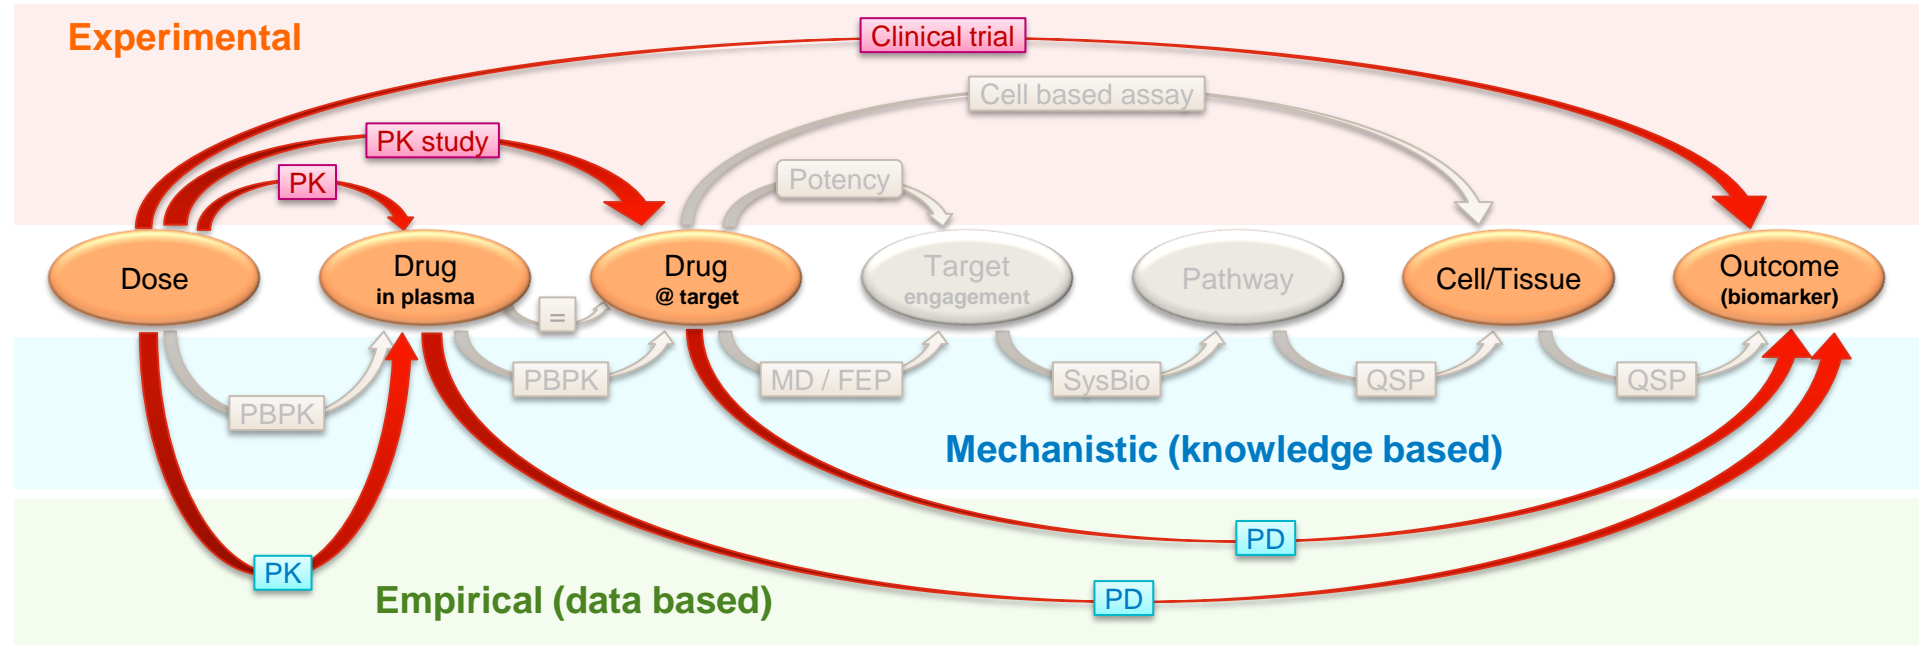 Experimental
Clinical trial
Cell based assay
PK study
PK
Potency
Dose
Drug
in plasma
=
Drug
@ target
Target
engagement
Pathway
Cell/Tissue
Outcome
(biomarker)
PBPK
PBPK
MD / FEP
SysBio
QSP
QSP
Mechanistic (knowledge based)
PD
PK
Empirical (data based)
PD